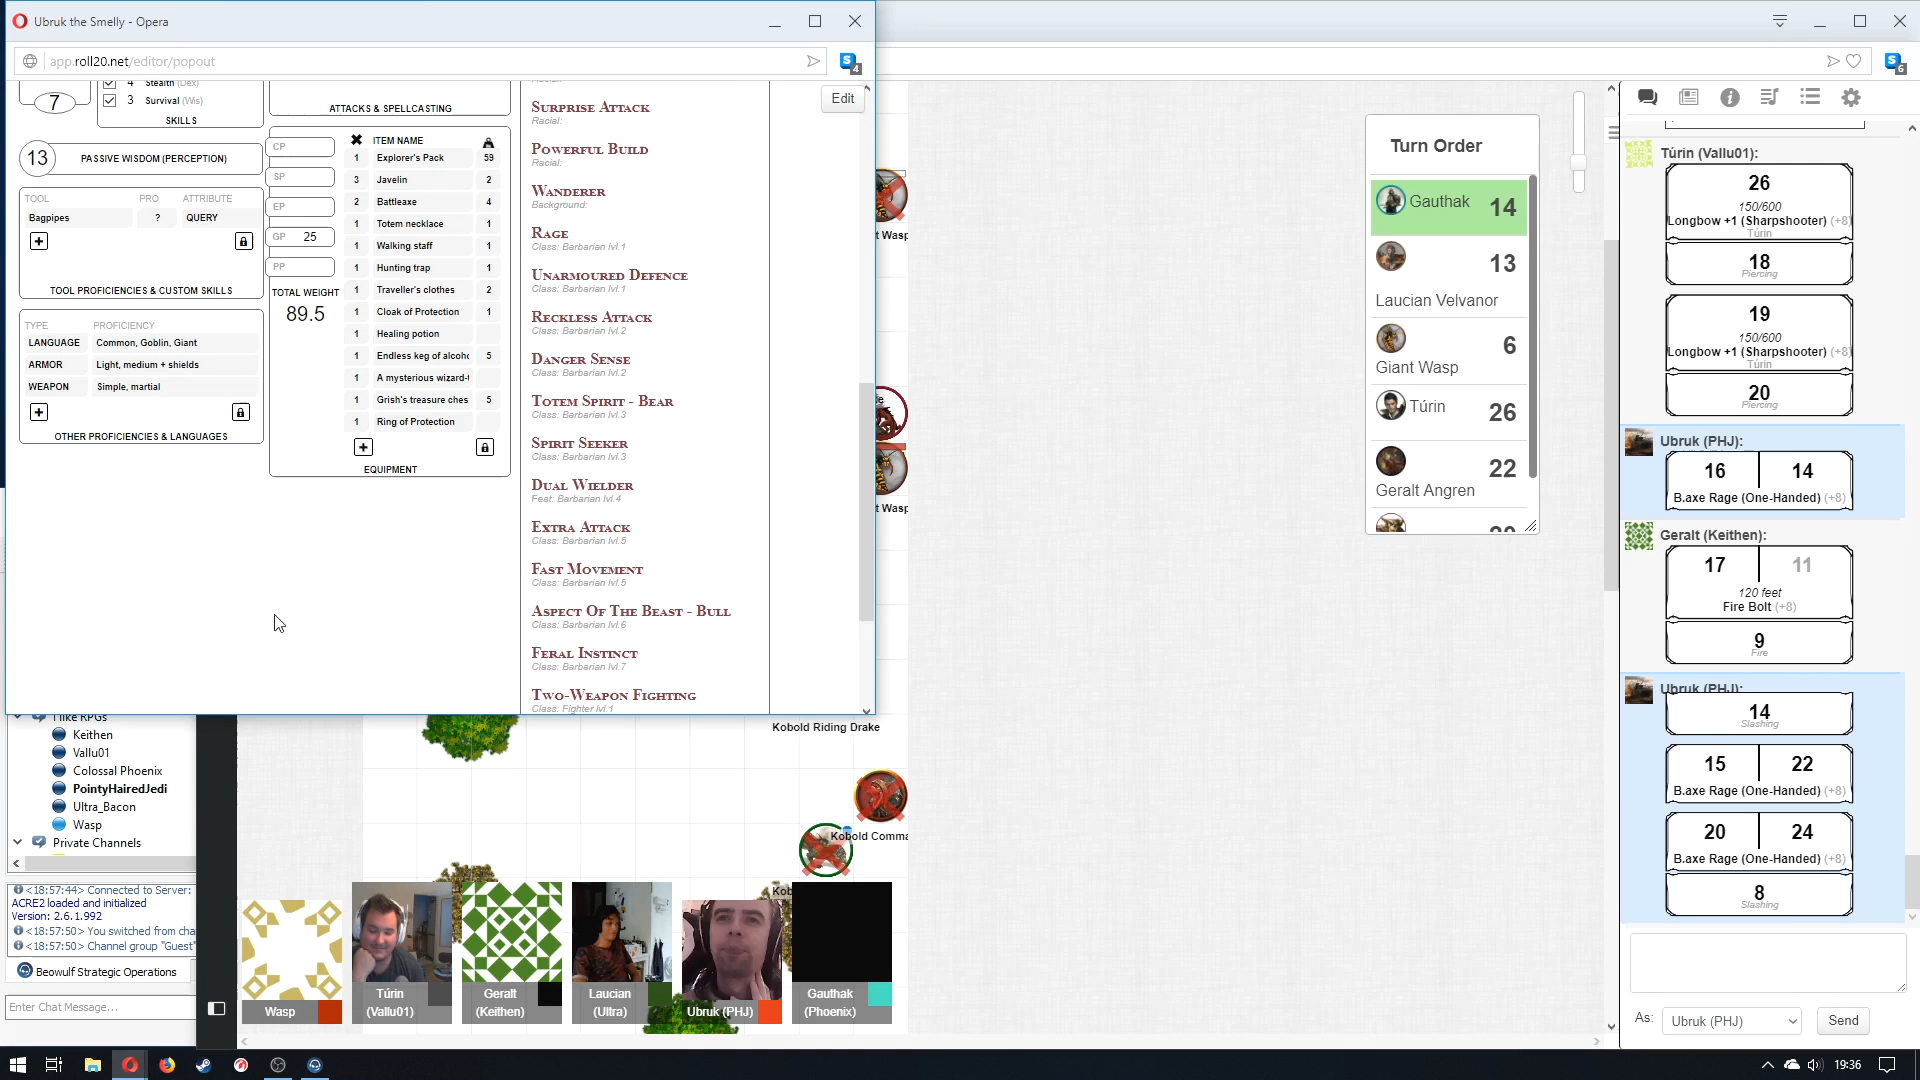 Ubruk the Smelly - Opera
app.roll20.net/editor/popout
4
6
Edit
7
4 Stealth (Dex)
3 Survival (Wis)
SKILLS
13 PASSIVE WISDOM (PERCEPTION)
TOOL PRO ATTRIBUTE
Bagpipes ? QUERY
TOOL PROFICIENCIES & CUSTOM SKILLS
TYPE PROFICIENCY
LANGUAGE Common, Goblin, Giant
ARMOR Light, medium + shields
WEAPON Simple, martial
OTHER PROFICIENCIES & LANGUAGES
ATTACKS & SPELLCASTING
CP
SP
EP
GP 25
PP
TOTAL WEIGHT
89.5
ITEM NAME
1 Explorer's Pack 59
3 Javelin 2
2 Battleaxe 4
1 Totem necklace 1
1 Walking staff 1
1 Hunting trap 1
1 Traveller's clothes 2
1 Cloak of Protection 1
1 Healing potion
1 Endless keg of alcoho 5
1 A mysterious wizard-
1 Grish's treasure ches 5
1 Ring of Protection
EQUIPMENT
Surprise Attack
Racial:
Powerful Build
Racial:
Wanderer
Background:
Rage
Class: Barbarian lvl.1
Unarmoured Defence
Class: Barbarian lvl.1
Reckless Attack
Class: Barbarian lvl.2
Danger Sense
Class: Barbarian lvl.2
Totem Spirit - Bear
Class: Barbarian lvl.3
Spirit Seeker
Class: Barbarian lvl.3
Dual Wielder
Feat: Barbarian lvl.4
Extra Attack
Class: Barbarian lvl.5
Fast Movement
Class: Barbarian lvl.5
Aspect Of The Beast - Bull
Class: Barbarian lvl.6
Feral Instinct
Class: Barbarian lvl.7
Two-Weapon Fighting
Class: Fighter lvl.1
t Wasp
t Wasp
Kobold Riding Drake
Kobold Comma
Kob
Turn Order
Gauthak 14
13
Laucian Velvanor
6
Giant Wasp
Túrin 26
22
Geralt Angren
20
Túrin (Vallu01):
26
150/600
Longbow +1 (Sharpshooter) (+8)
Túrin
18
Piercing
19
150/600
Longbow +1 (Sharpshooter) (+8)
Túrin
20
Piercing
Ubruk (PHJ):
16 14
B.axe Rage (One-Handed) (+8)
Geralt (Keithen):
17 11
120 feet
Fire Bolt (+8)
9
Fire
Ubruk (PHJ):
14
Slashing
15 22
B.axe Rage (One-Handed) (+8)
20 24
B.axe Rage (One-Handed) (+8)
8
Slashing
As: Ubruk (PHJ) Send
I like RPGs
Keithen
Vallu01
Colossal Phoenix
PointyHairedJedi
Ultra_Bacon
Wasp
Private Channels
<18:57:44> Connected to Server:
ACRE2 loaded and initialized
Version: 2.6.1.992
<18:57:50> You switched from cha
<18:57:50> Channel group "Guest"
Beowulf Strategic Operations
Enter Chat Message...
Wasp
Túrin
(Vallu01)
Geralt
(Keithen)
Laucian
(Ultra)
Ubruk (PHJ)
Gauthak
(Phoenix)
19:36